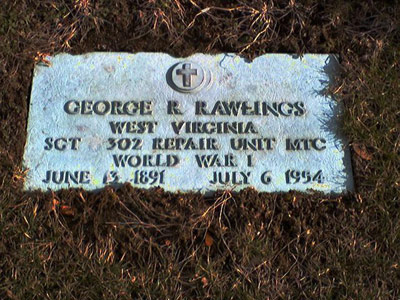 GEORGE R RAWLINGS
WEST VIRGINIA
SGT 302 REPAIR UNIT MTC
WORLD WAR I
JUNE 13 1891 JULY 6 1954